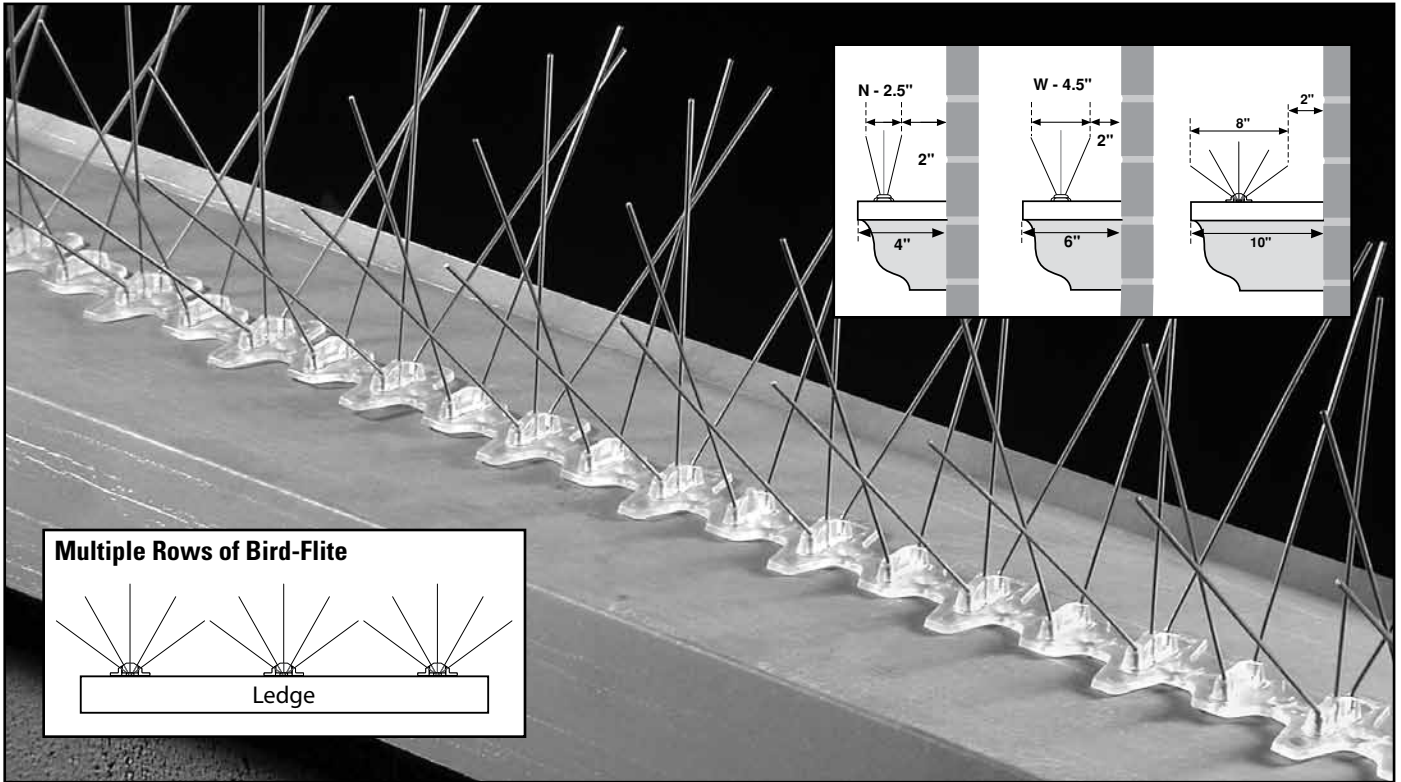 N - 2.5"
2"
4"
W - 4.5"
2"
6"
8"
2"
10"
Multiple Rows of Bird-Flite
Ledge